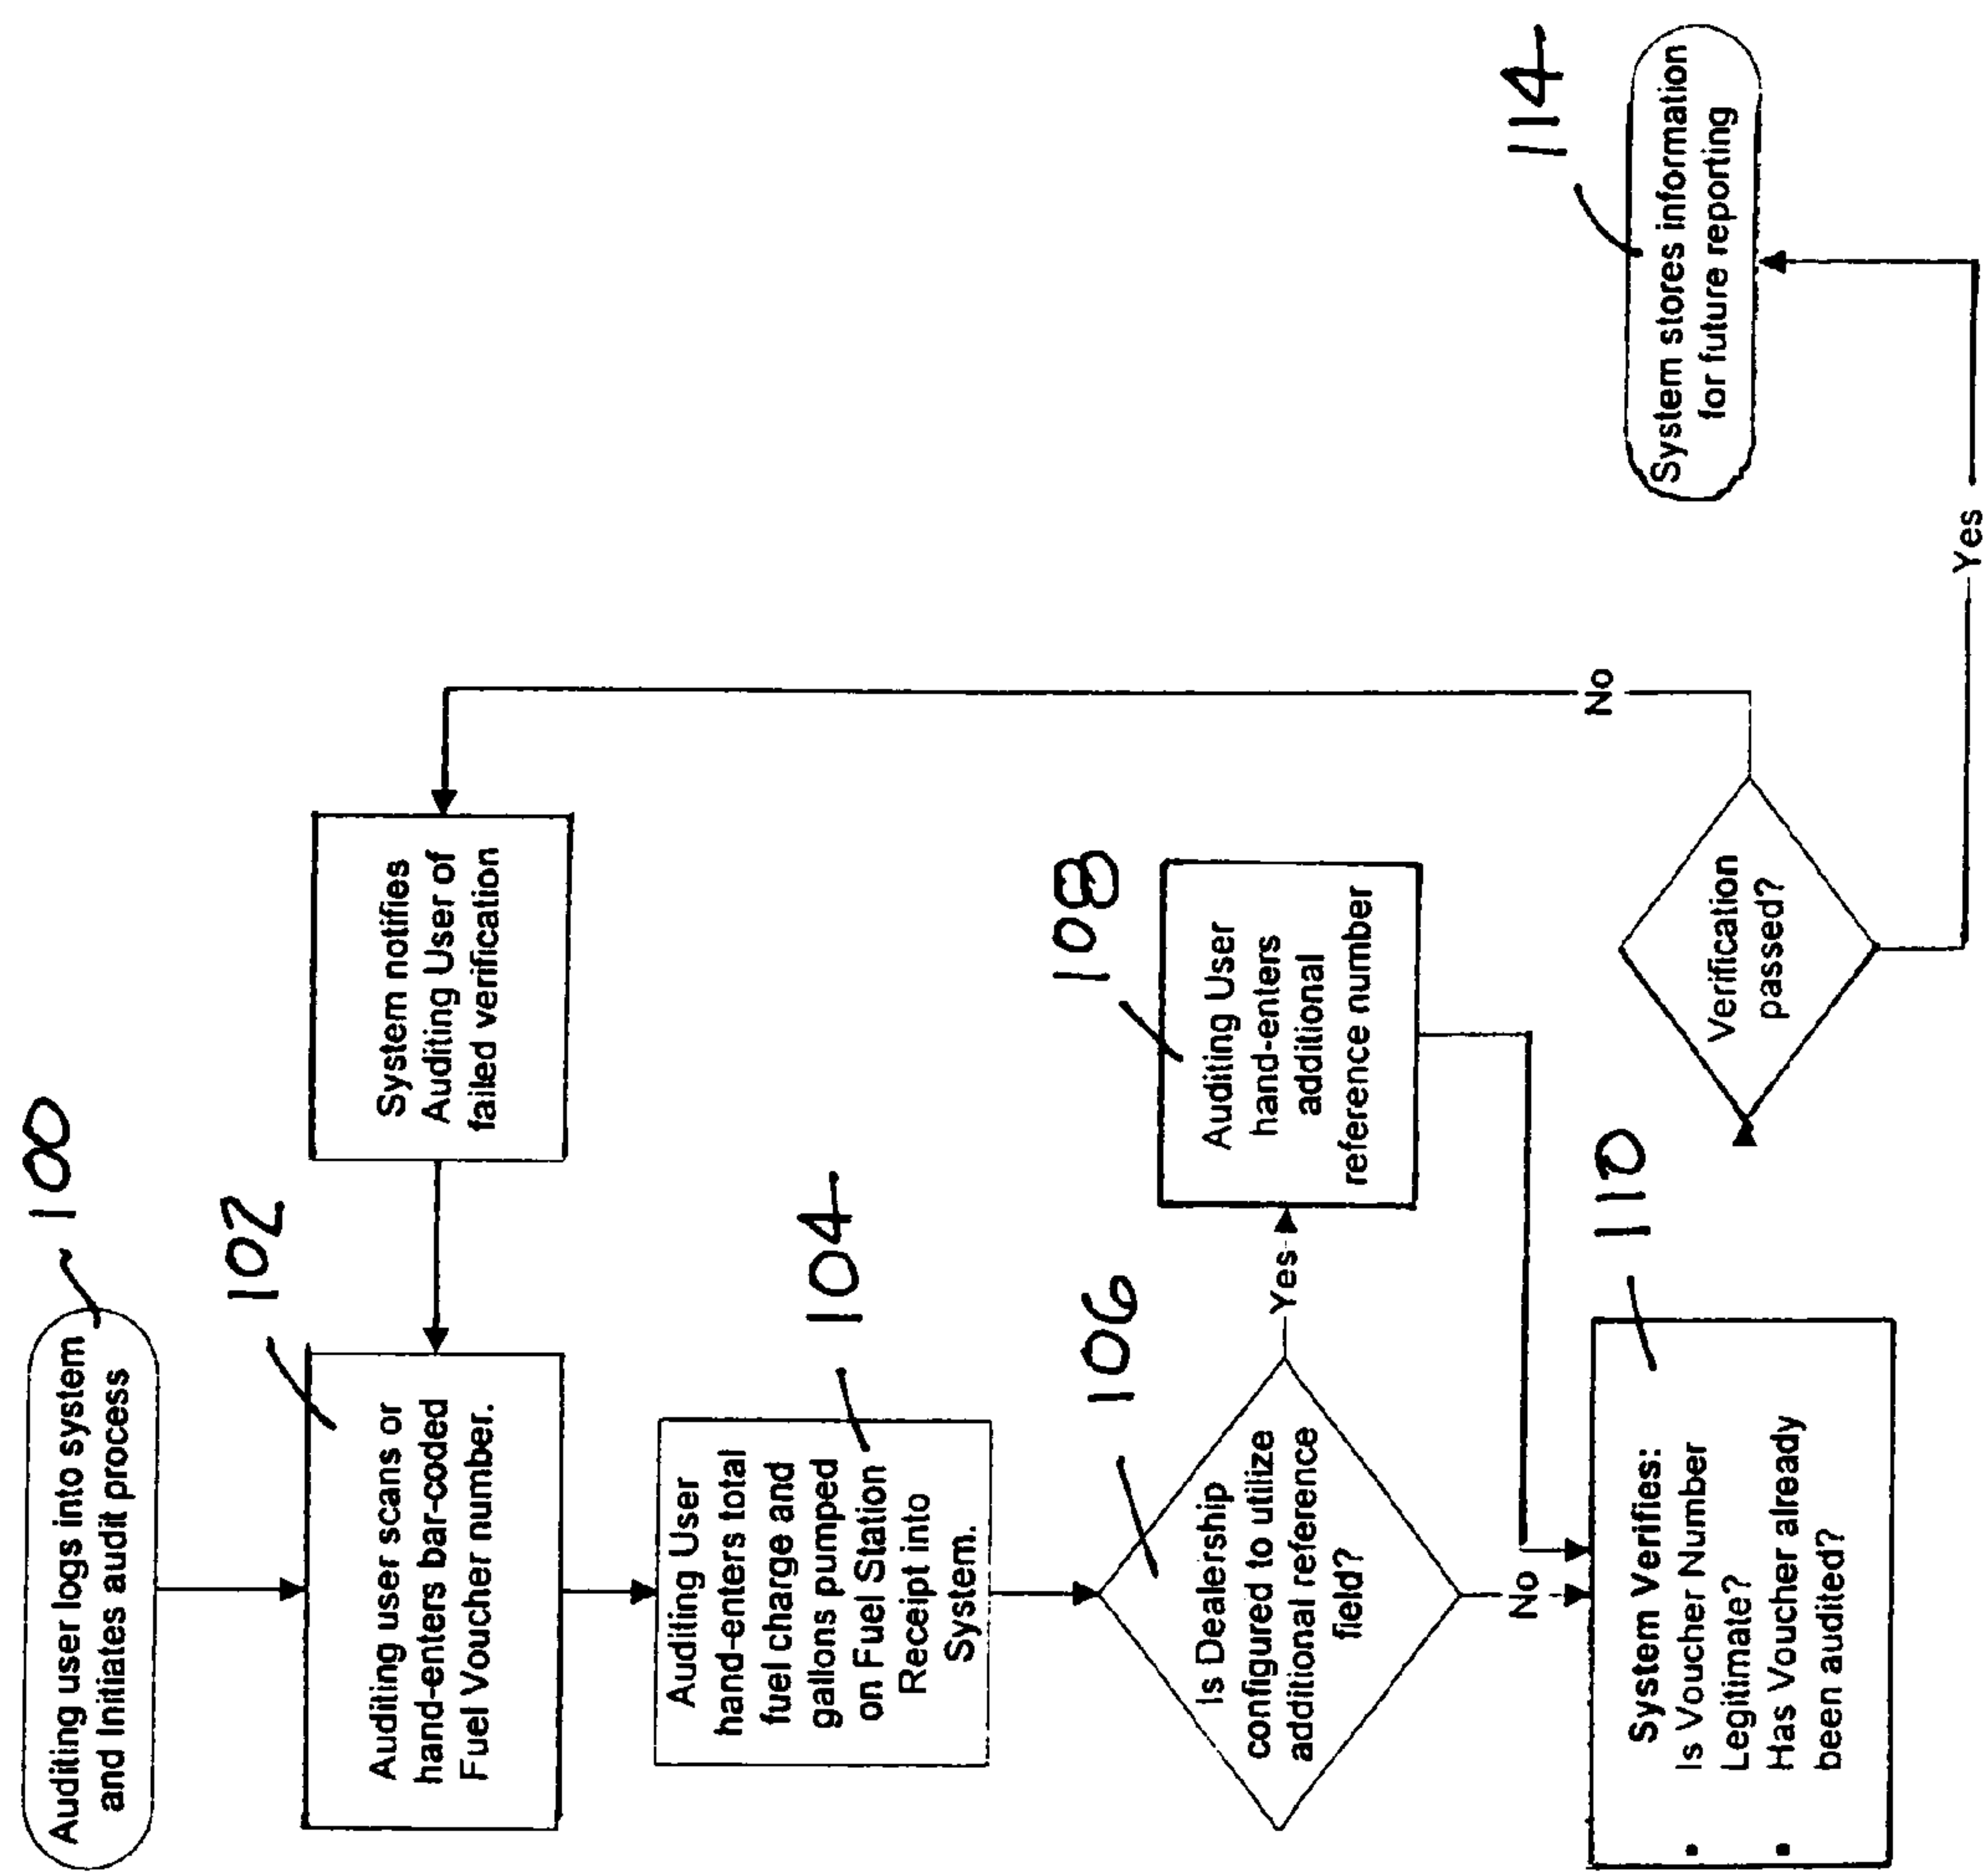 100
Auditing user logs into system
and Initiates audit process
102
Auditing user scans or
hand-enters bar-coded
Fuel Voucher number.
System notifies
Auditing User of
failed verification
104
Auditing User
hand-enters total
fuel charge and
gallons pumped
on Fuel Station
Receipt into
System.
106
Is Dealership
configured to utilize
additional reference
field?
Yes
108
Auditing User
hand-enters
additional
reference number
No
110
System Verifies:
• Is Voucher Number
Legitimate?
• Has Voucher already
been audited?
Verification
passed?
No
Yes
114
System stores information
for future reporting